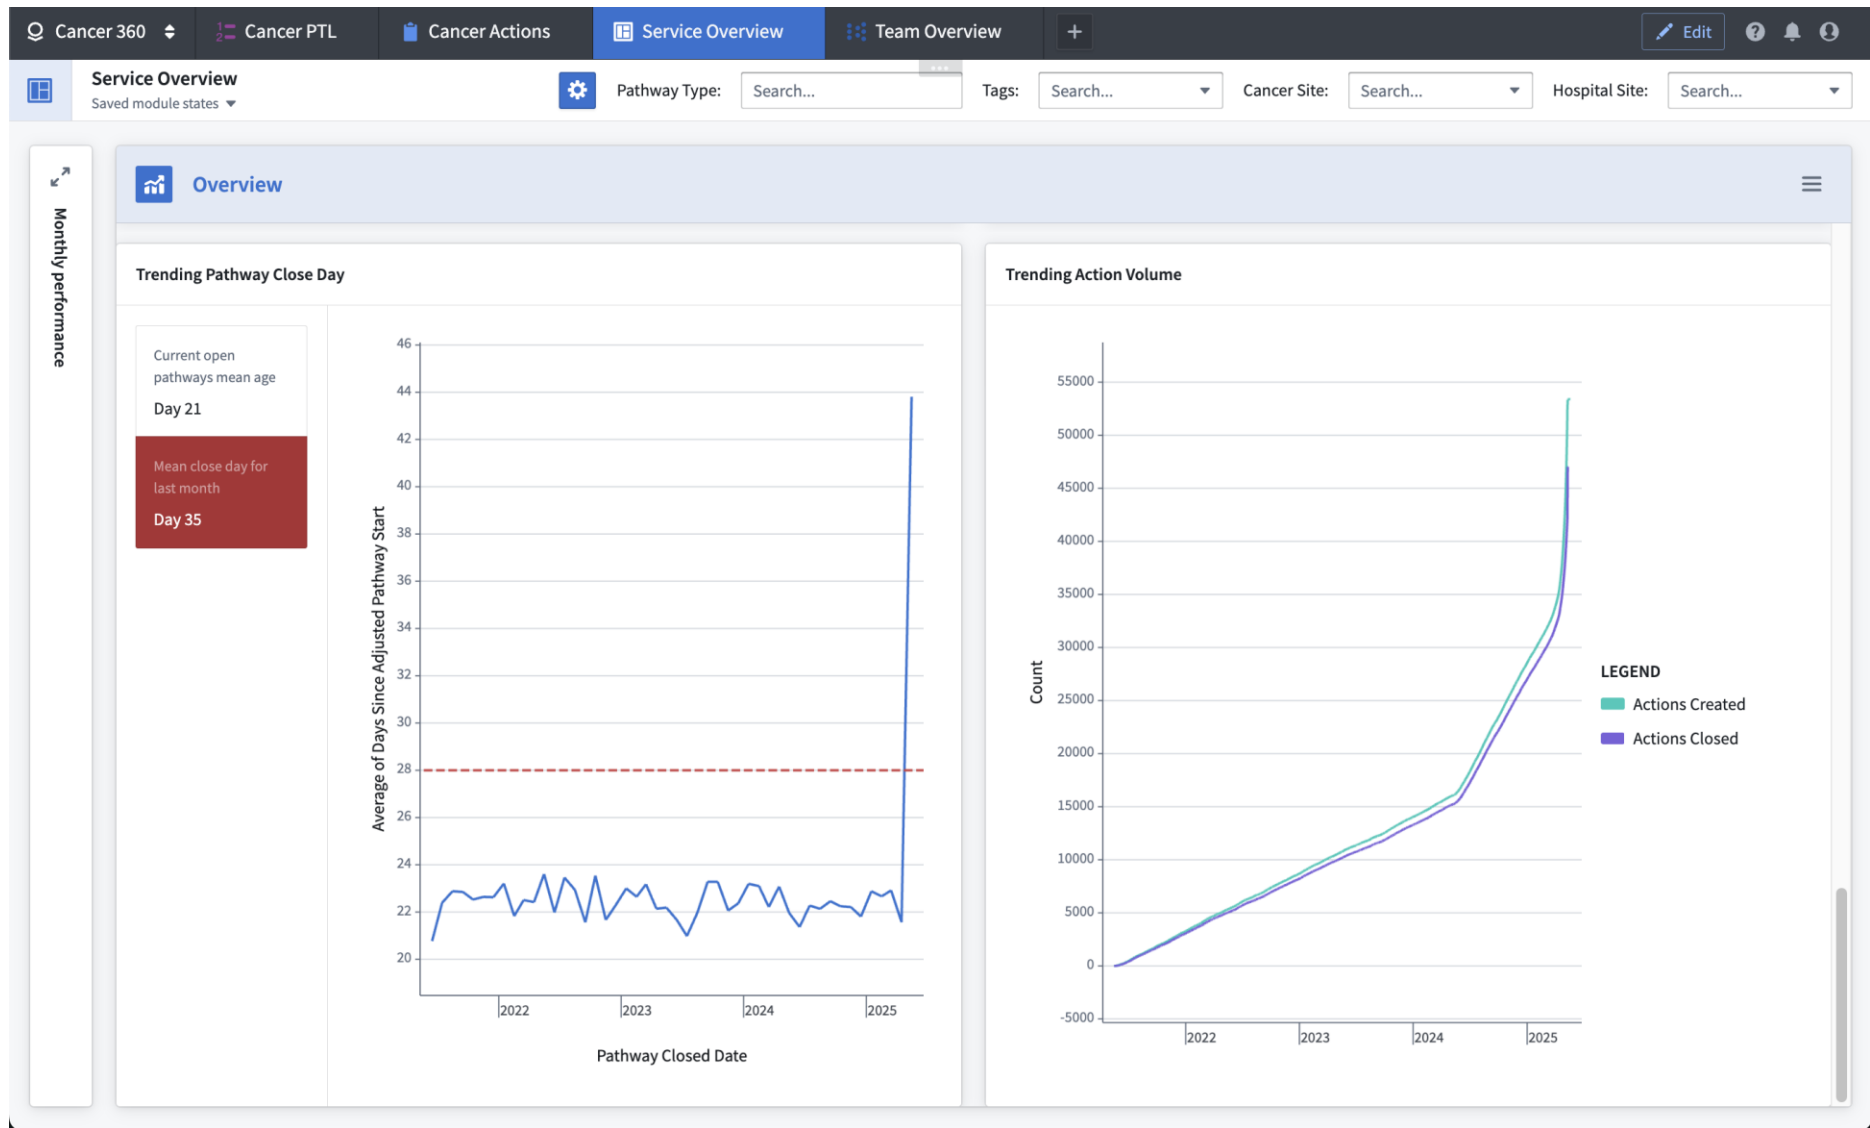 Cancer 360
Cancer PTL
Cancer Actions
Service Overview
Team Overview
+
Edit
Service Overview
Saved module states
Pathway Type:
Search...
Tags:
Search...
Cancer Site:
Search...
Hospital Site:
Search...
Monthly performance
Overview
Trending Pathway Close Day
Current open
pathways mean age
Day 21
Mean close day for
last month
Day 35
Average of Days Since Adjusted Pathway Start
46
44
42
40
38
36
34
32
30
28
26
24
22
20
2022
2023
2024
2025
Pathway Closed Date
Trending Action Volume
Count
55000
50000
45000
40000
35000
30000
25000
20000
15000
10000
5000
0
-5000
2022
2023
2024
2025
LEGEND
Actions Created
Actions Closed